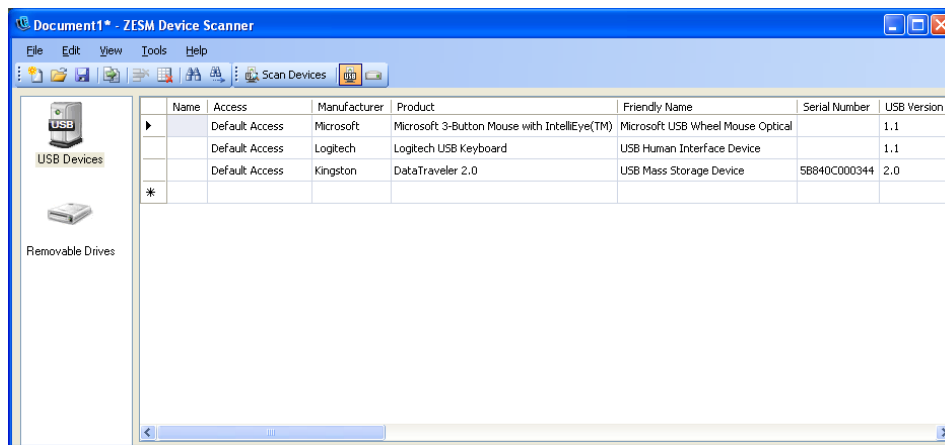 Document1* - ZESM Device Scanner
File Edit View Tools Help
Scan Devices
USB
USB Devices
Removable Drives
Name Access Manufacturer Product Friendly Name Serial Number USB Version
Default Access Microsoft Microsoft 3-Button Mouse with IntelliEye(TM) Microsoft USB Wheel Mouse Optical 1.1
Default Access Logitech Logitech USB Keyboard USB Human Interface Device 1.1
Default Access Kingston DataTraveler 2.0 USB Mass Storage Device 5B840C000344 2.0